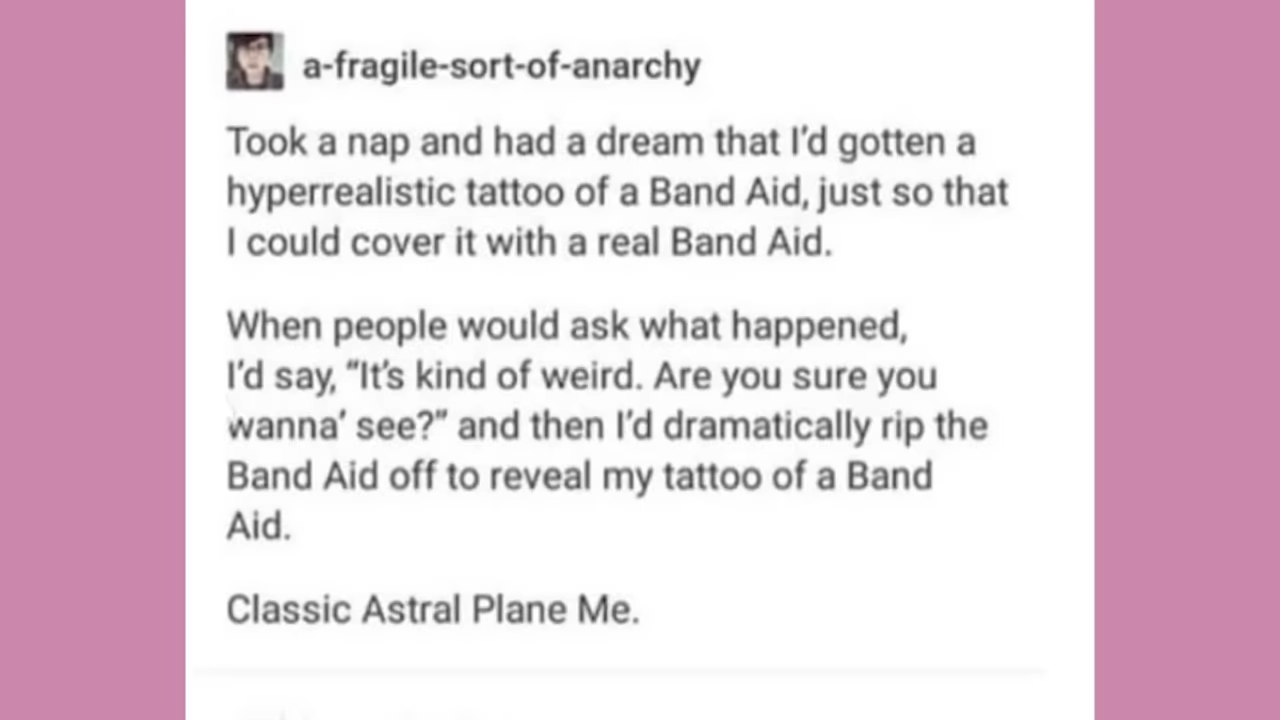 a-fragile-sort-of-anarchy
Took a nap and had a dream that I'd gotten a
hyperrealistic tattoo of a Band Aid, just so that
I could cover it with a real Band Aid.
When people would ask what happened,
I'd say, “It's kind of weird. Are you sure you
wanna' see?” and then I'd dramatically rip the
Band Aid off to reveal my tattoo of a Band
Aid.
Classic Astral Plane Me.